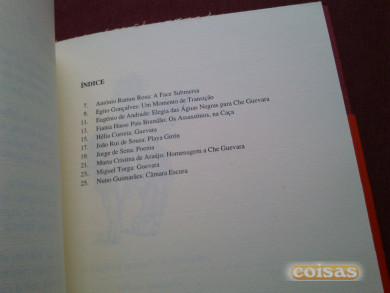 ÍNDICE
7. António Ramos Rosa: A Face Submersa
9. Egito Gonçalves: Um Momento de Transição
11. Eugénio de Andrade: Elegia das Águas Negras para Che Guevara
13. Fiama Hasse Pais Brandão: Os Assassinos, na Caça
15. Hélia Correia: Guevara
17. João Rui de Sousa: Playa Girón
19. Jorge de Sena: Poema
21. Maria Cristina de Araújo: Homenagem a Che Guevara
23. Miguel Torga: Guevara
25. Nuno Guimarães: Câmara Escura
coisas